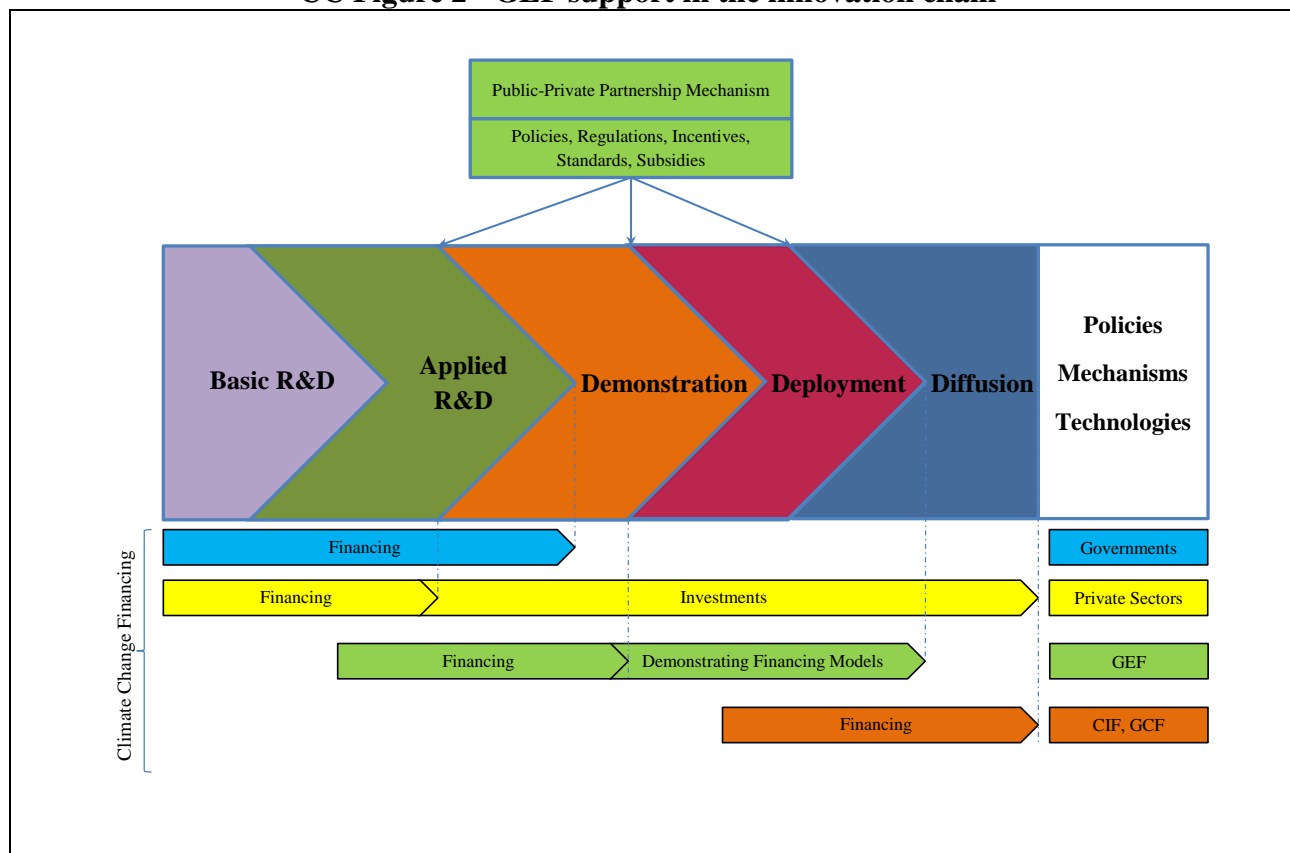 Public-Private Partnership Mechanism
Policies, Regulations, Incentives,
Standards, Subsidies
Basic R&D
Applied
R&D
Demonstration
Deployment
Diffusion
Policies
Mechanisms
Technologies
Climate Change Financing
Financing
Governments
Financing
Investments
Private Sectors
Financing
Demonstrating Financing Models
GEF
Financing
CIF, GCF